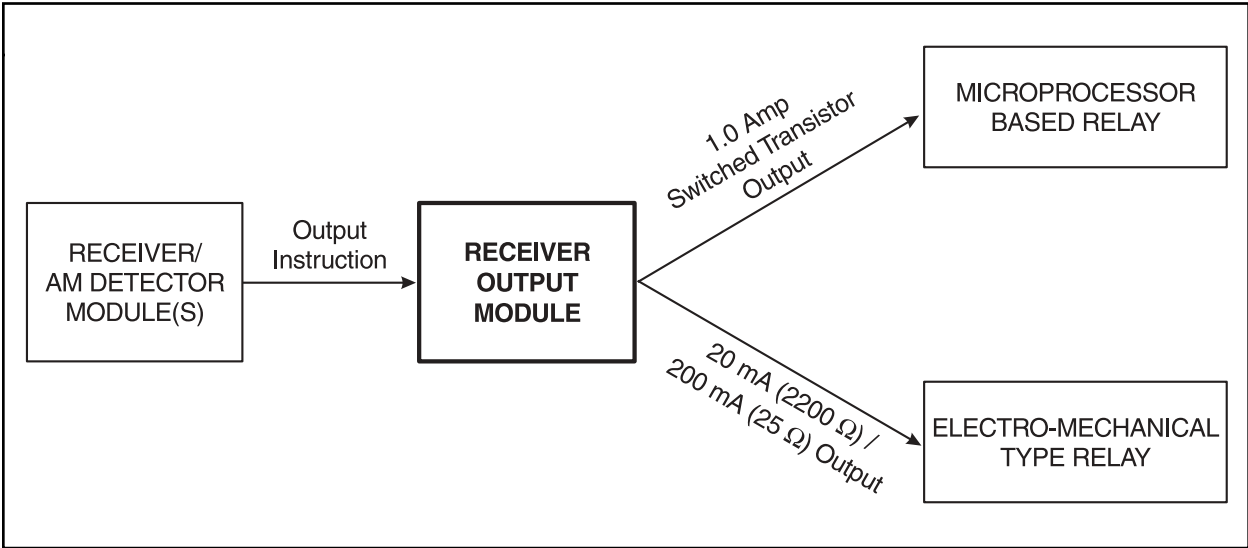 RECEIVER/
AM DETECTOR
MODULE(S)
Output
Instruction
RECEIVER
OUTPUT
MODULE
1.0 Amp
Switched Transistor
Output
MICROPROCESSOR
BASED RELAY
20 mA (2200 Ω) /
200 mA (25 Ω) Output
ELECTRO-MECHANICAL
TYPE RELAY